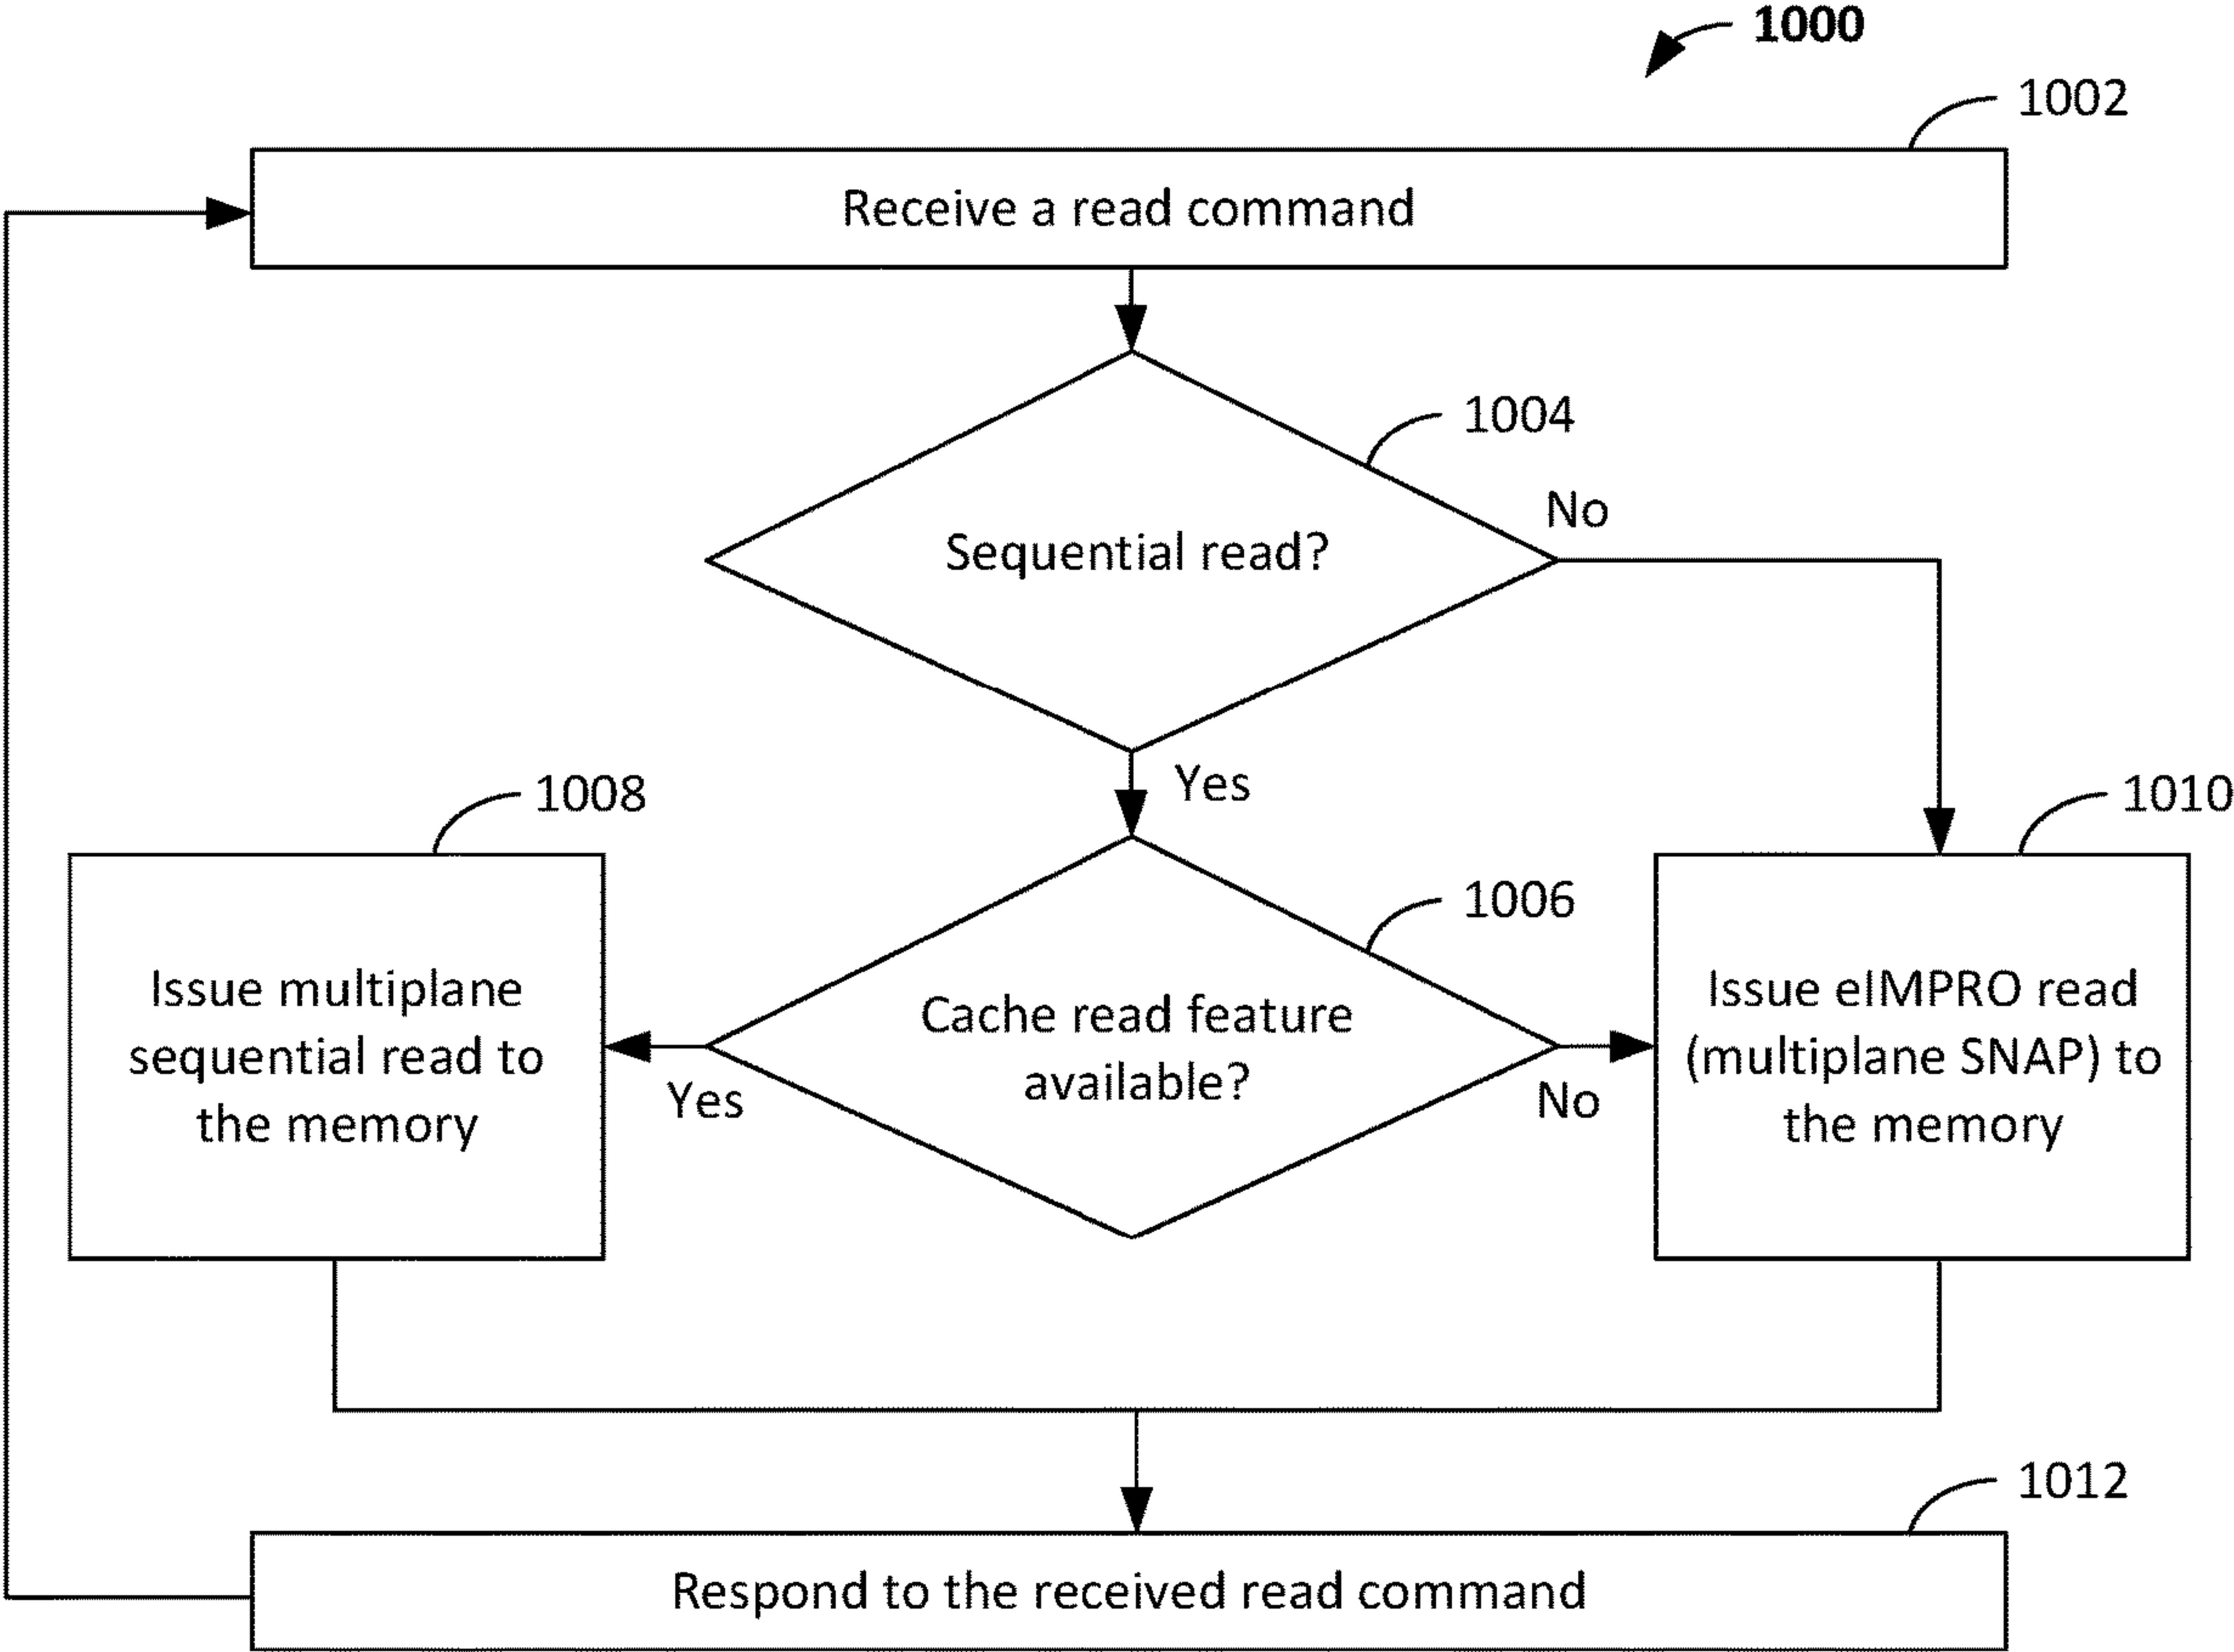 1000
1002
Receive a read command
1004
No
Sequential read?
Yes
1008
1010
1006
Issue multiplane
sequential read to
the memory
Cache read feature
available?
Issue eIMPRO read
(multiplane SNAP) to
the memory
Yes
No
1012
Respond to the received read command